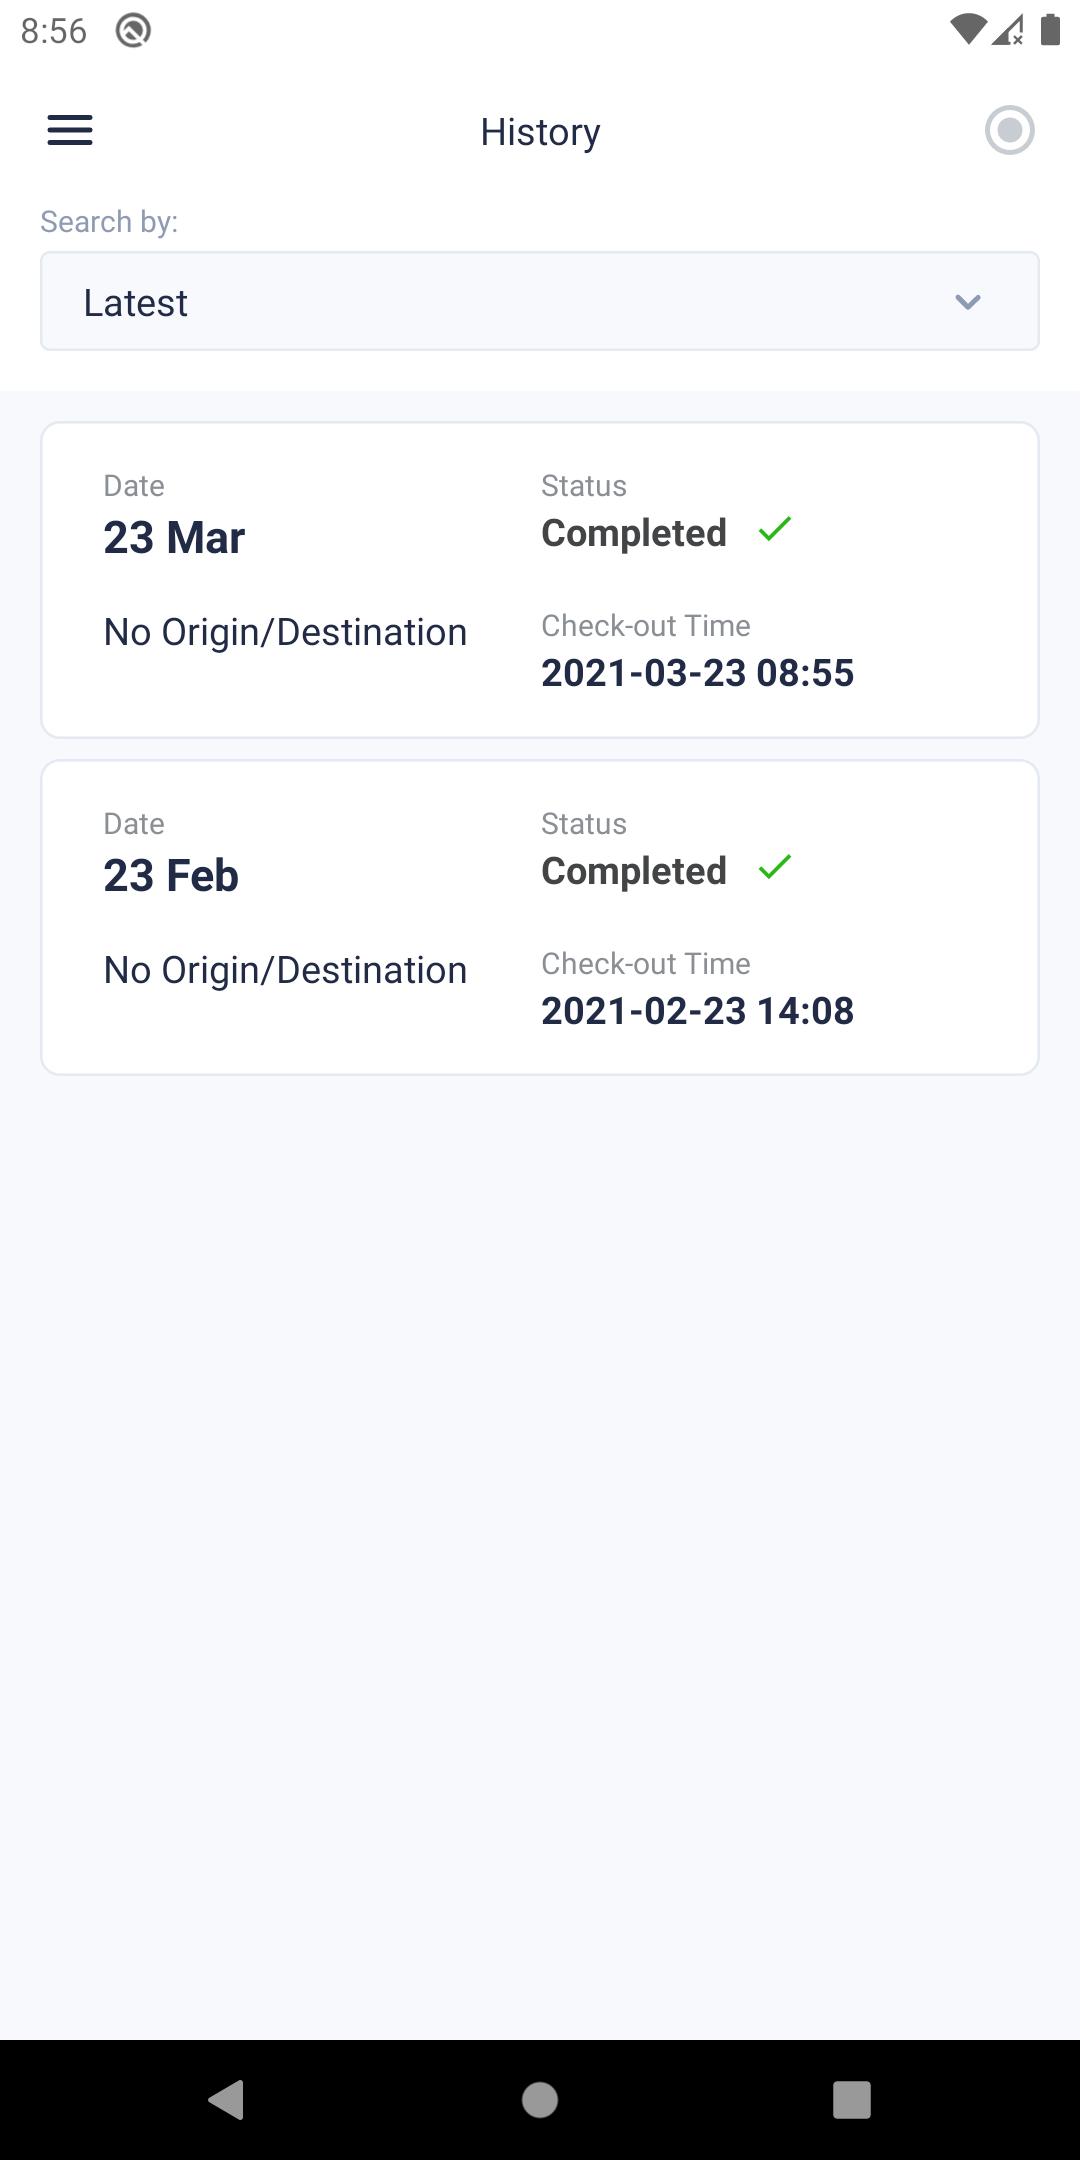 8:56
History
Search by:
Latest
Date
23 Mar
Status
Completed
No Origin/Destination
Check-out Time
2021-03-23 08:55
Date
23 Feb
Status
Completed
No Origin/Destination
Check-out Time
2021-02-23 14:08